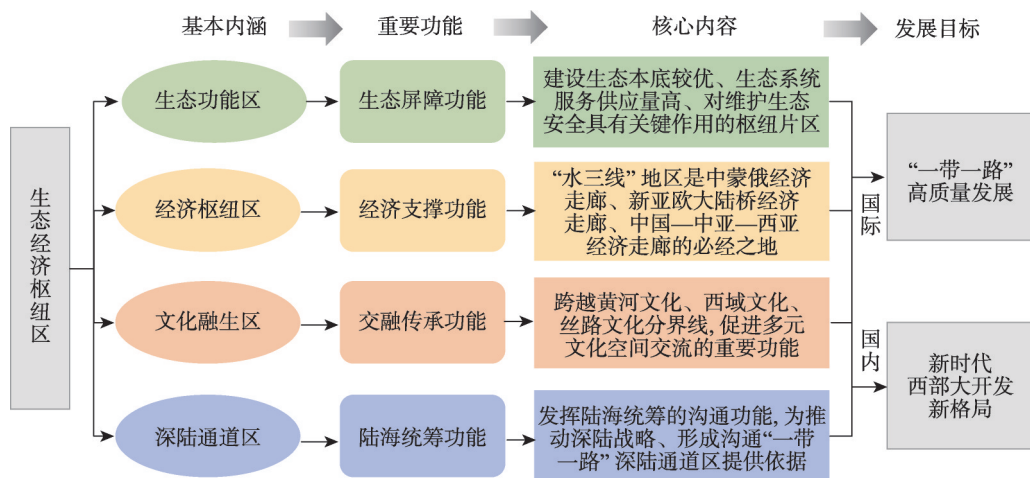 基本内涵
重要功能
核心内容
发展目标
生态经济枢纽区
生态功能区
生态屏障功能
建设生态本底较优、生态系统
服务供应量高、对维护生态
安全具有关键作用的枢纽片区
经济枢纽区
经济支撑功能
“水三线”地区是中蒙俄经济
走廊、新亚欧大陆桥经济
走廊、中国—中亚—西亚
经济走廊的必经之地
文化融生区
交融传承功能
跨越黄河文化、西域文化、
丝路文化分界线, 促进多元
文化空间交流的重要功能
深陆通道区
陆海统筹功能
发挥陆海统筹的沟通功能, 为推
动深陆战略、形成沟通“一带
一路”深陆通道区提供依据
国际
“一带一路”
高质量发展
国内
新时代
西部大开发
新格局